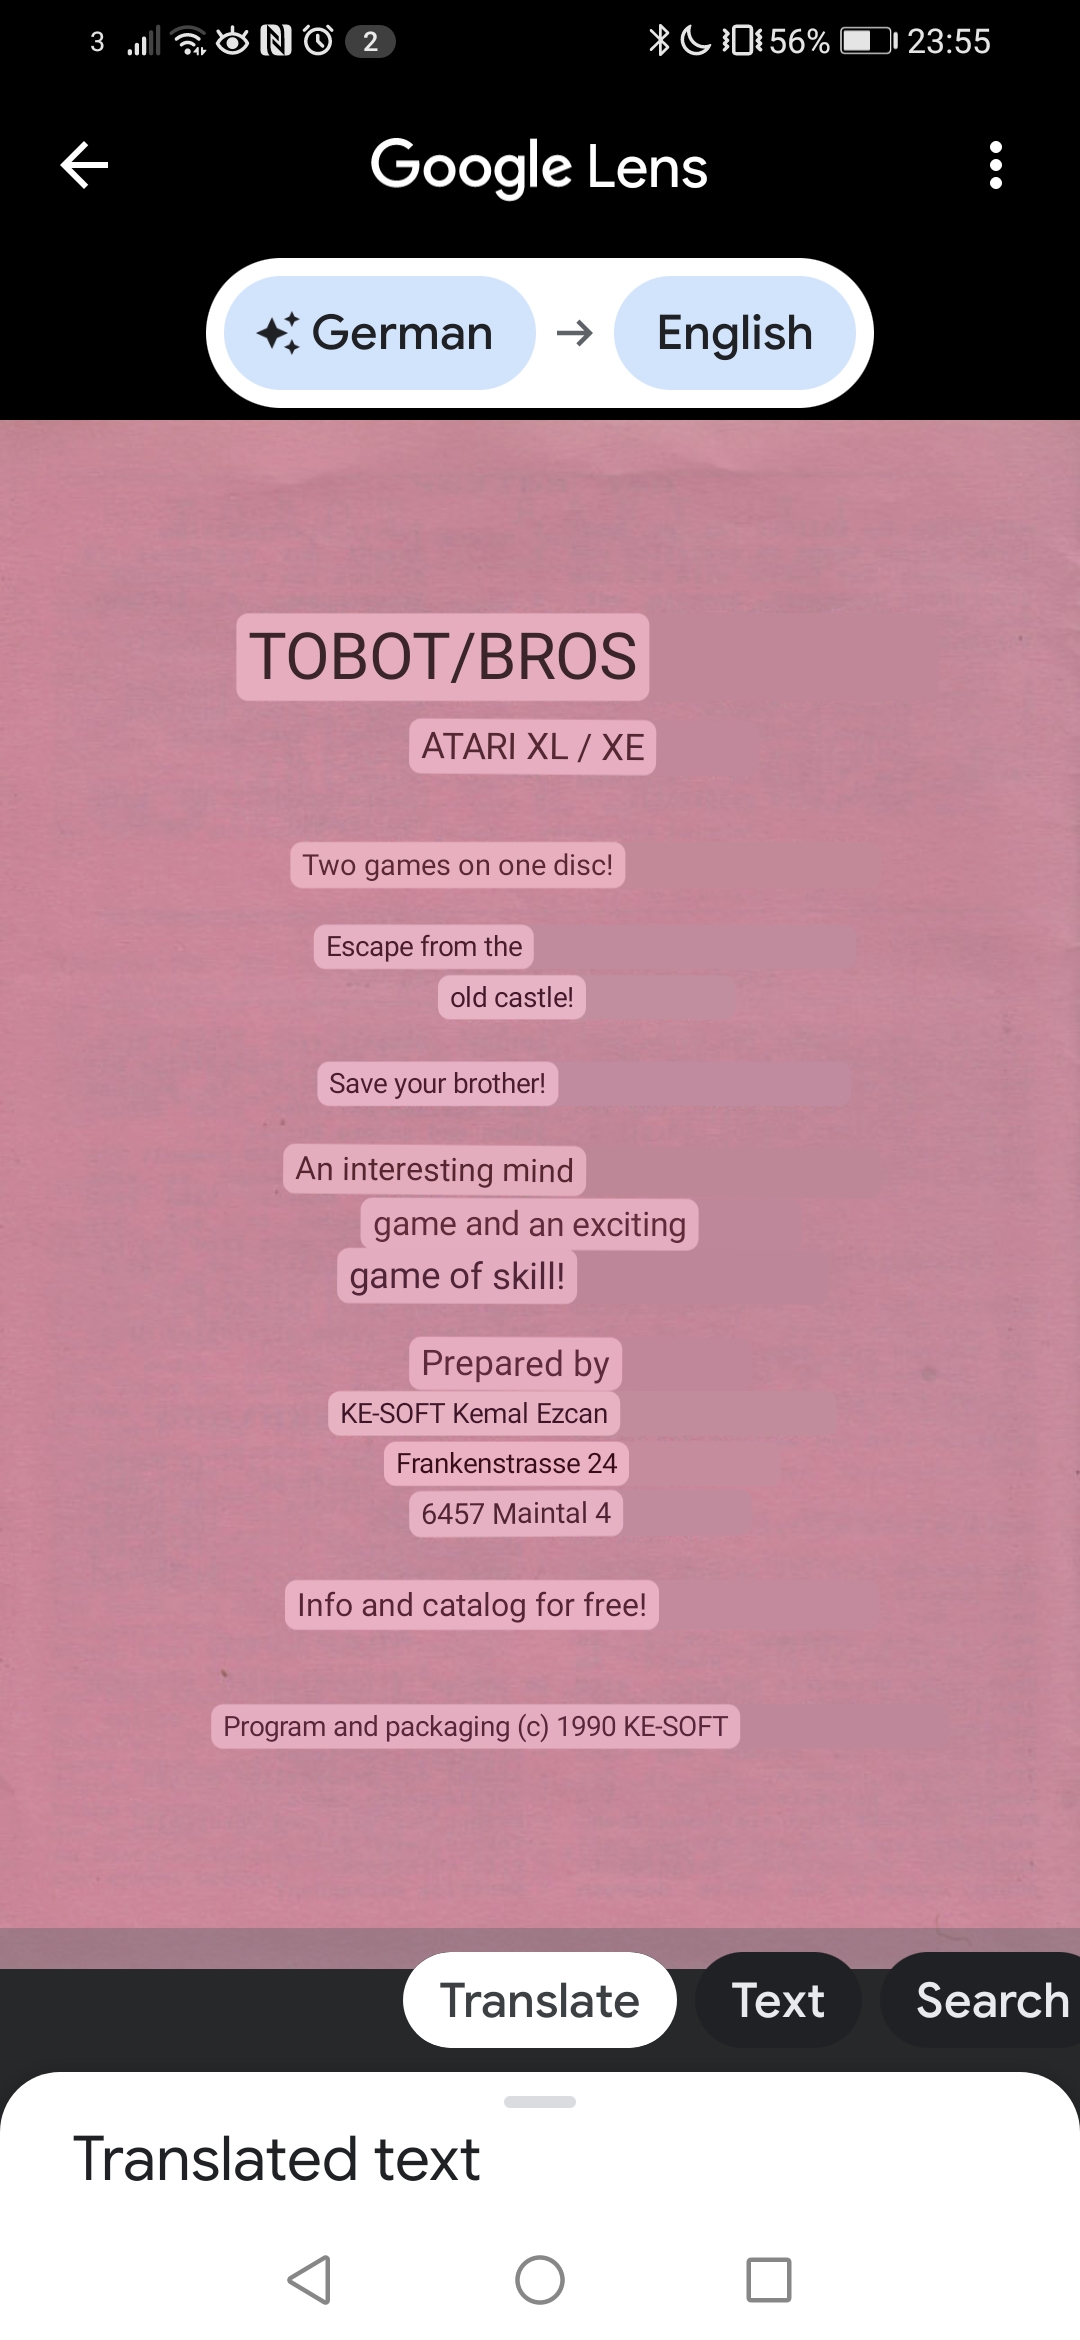 3 2 56% 23:55
Google Lens
German → English
TOBOT/BROS
ATARI XL / XE
Two games on one disc!
Escape from the
old castle!
Save your brother!
An interesting mind
game and an exciting
game of skill!
Prepared by
KE-SOFT Kemal Ezcan
Frankenstrasse 24
6457 Maintal 4
Info and catalog for free!
Program and packaging (c) 1990 KE-SOFT
Translate Text Search
Translated text